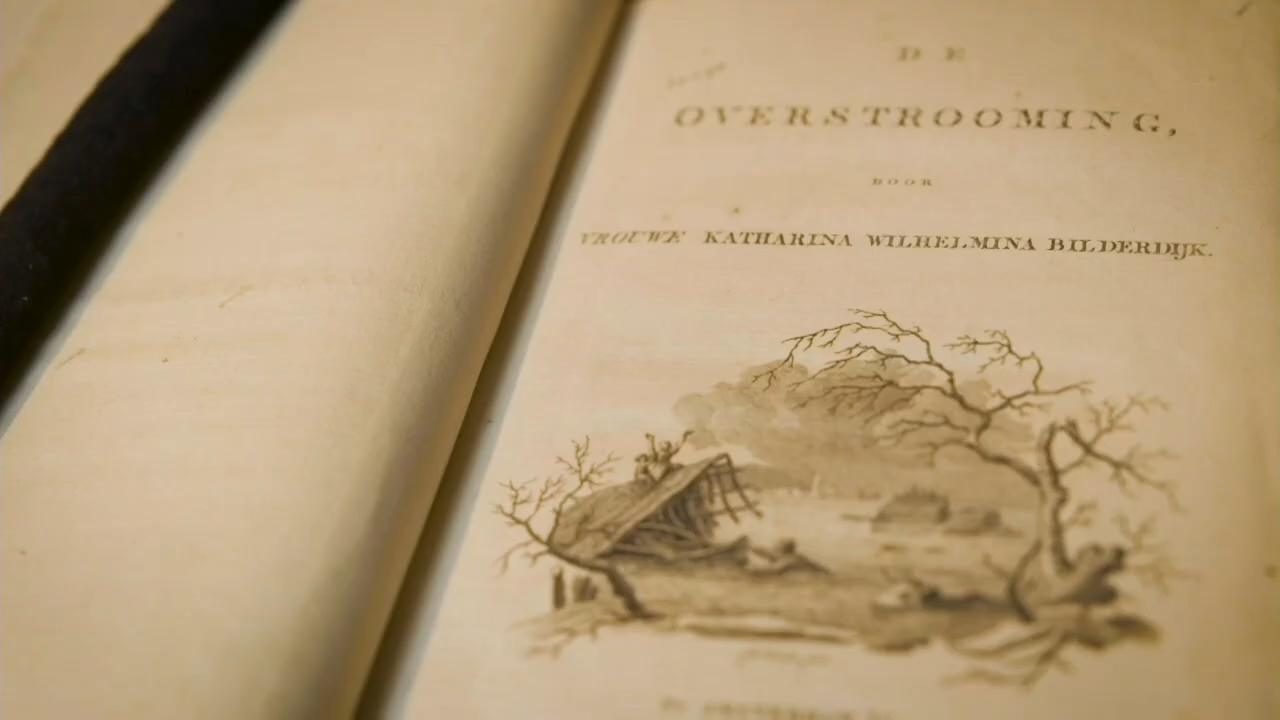 DE
OVERSTROOMING,
DOOR
VROUWE KATHARINA WILHELMINA BILDERDIJK.